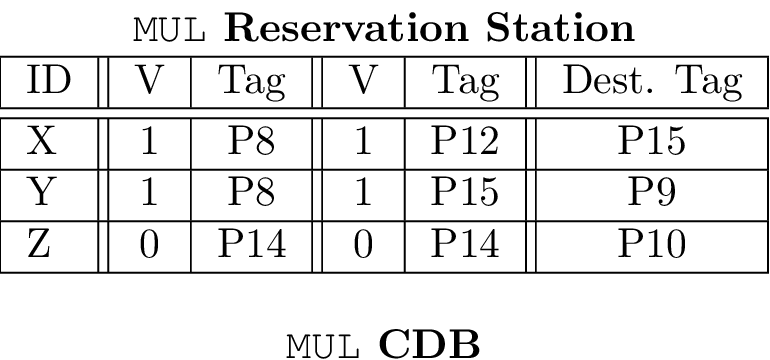 MUL Reservation Station
ID V Tag V Tag Dest. Tag
X 1 P8 1 P12 P15
Y 1 P8 1 P15 P9
Z 0 P14 0 P14 P10
MUL CDB